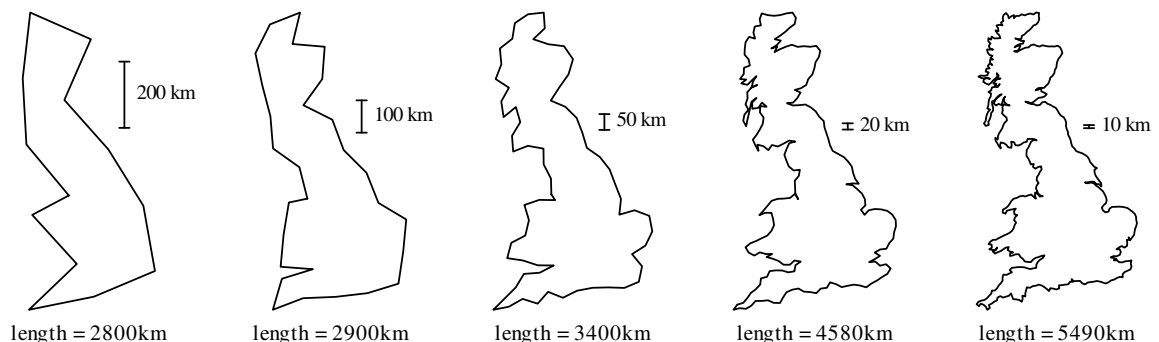 200 km
100 km
50 km
20 km
10 km
length = 2800km
length = 2900km
length = 3400km
length = 4580km
length = 5490km